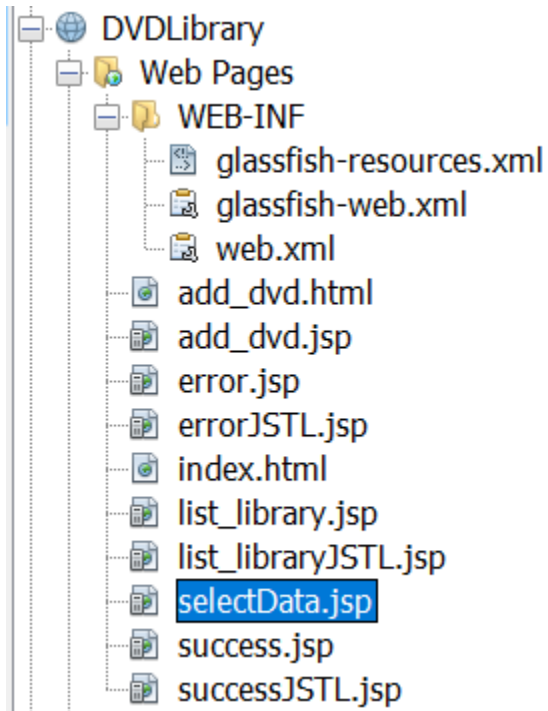 DVDLibrary
Web Pages
WEB-INF
glassfish-resources.xml
glassfish-web.xml
web.xml
add_dvd.html
add_dvd.jsp
error.jsp
errorJSTL.jsp
index.html
list_library.jsp
list_libraryJSTL.jsp
selectData.jsp
success.jsp
successJSTL.jsp